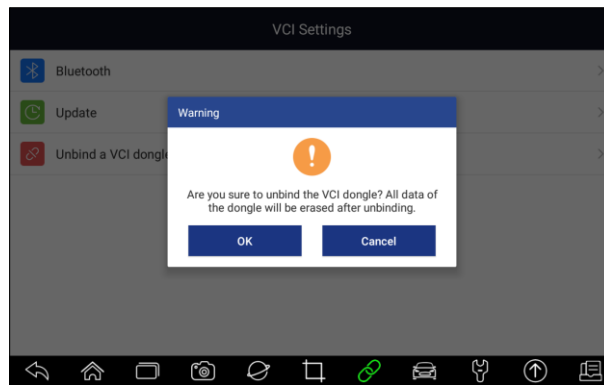 VCI Settings
Bluetooth
Update
Unbind a VCI dongle
Warning
Are you sure to unbind the VCI dongle? All data of
the dongle will be erased after unbinding.
OK
Cancel